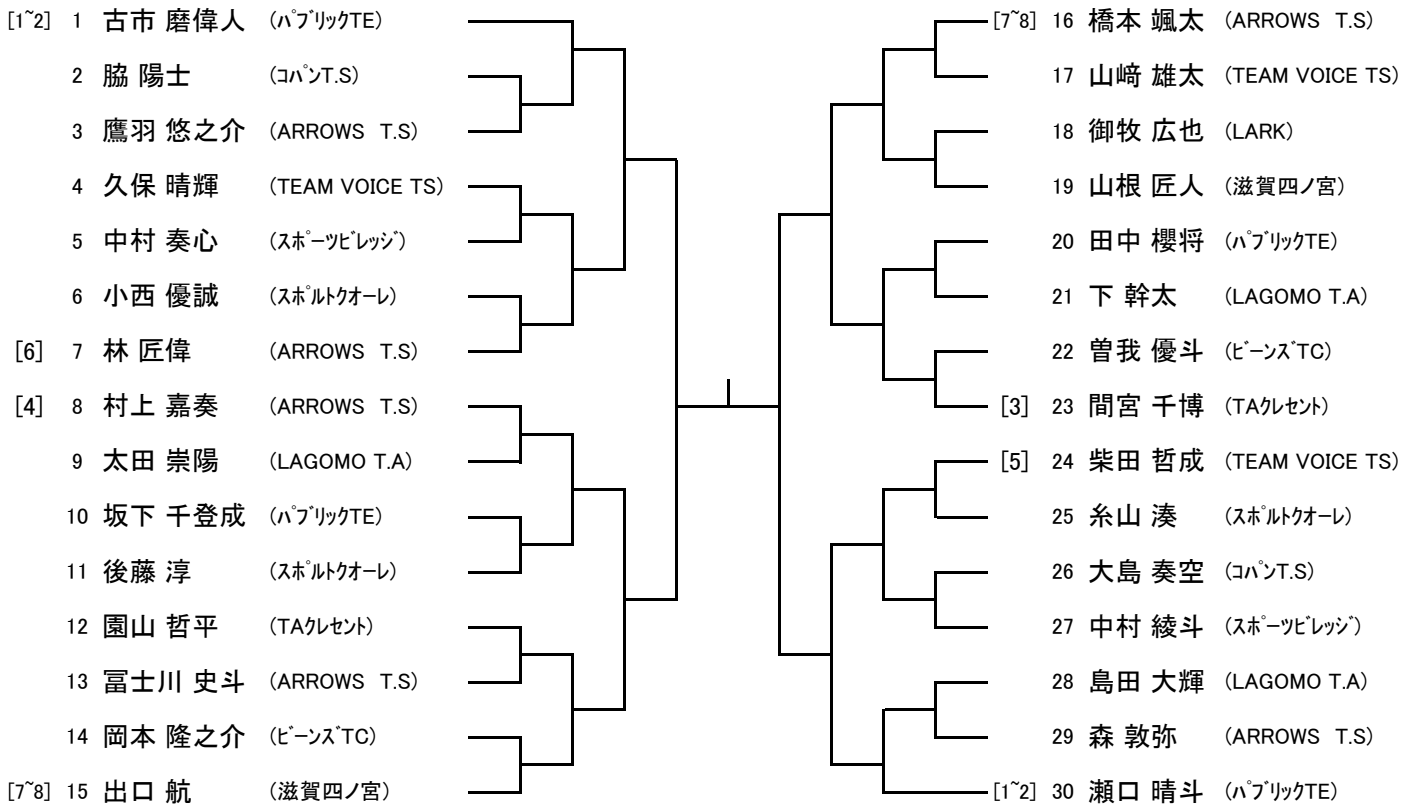 [1~2] 1 古市 磨偉人 (ﾊﾟﾌﾞﾘｯｸTE)
2 脇 陽士 (ｺﾊﾟﾝT.S)
3 鷹羽 悠之介 (ARROWS T.S)
4 久保 晴輝 (TEAM VOICE TS)
5 中村 奏心 (ｽﾎﾟｰﾂﾋﾞﾚｯｼﾞ)
6 小西 優誠 (ｽﾎﾟﾙﾄｸｵｰﾚ)
[6] 7 林 匠偉 (ARROWS T.S)
[4] 8 村上 嘉奏 (ARROWS T.S)
9 太田 崇陽 (LAGOMO T.A)
10 坂下 千登成 (ﾊﾟﾌﾞﾘｯｸTE)
11 後藤 淳 (ｽﾎﾟﾙﾄｸｵｰﾚ)
12 園山 哲平 (TAｸﾚｾﾝﾄ)
13 冨士川 史斗 (ARROWS T.S)
14 岡本 隆之介 (ﾋﾞｰﾝｽﾞTC)
[7~8] 15 出口 航 (滋賀四ノ宮)
[7~8] 16 橋本 颯太 (ARROWS T.S)
17 山﨑 雄太 (TEAM VOICE TS)
18 御牧 広也 (LARK)
19 山根 匠人 (滋賀四ノ宮)
20 田中 櫻将 (ﾊﾟﾌﾞﾘｯｸTE)
21 下 幹太 (LAGOMO T.A)
22 曽我 優斗 (ﾋﾞｰﾝｽﾞTC)
[3] 23 間宮 千博 (TAｸﾚｾﾝﾄ)
[5] 24 柴田 哲成 (TEAM VOICE TS)
25 糸山 湊 (ｽﾎﾟﾙﾄｸｵｰﾚ)
26 大島 奏空 (ｺﾊﾟﾝT.S)
27 中村 綾斗 (ｽﾎﾟｰﾂﾋﾞﾚｯｼﾞ)
28 島田 大輝 (LAGOMO T.A)
29 森 敦弥 (ARROWS T.S)
[1~2] 30 瀬口 晴斗 (ﾊﾟﾌﾞﾘｯｸTE)